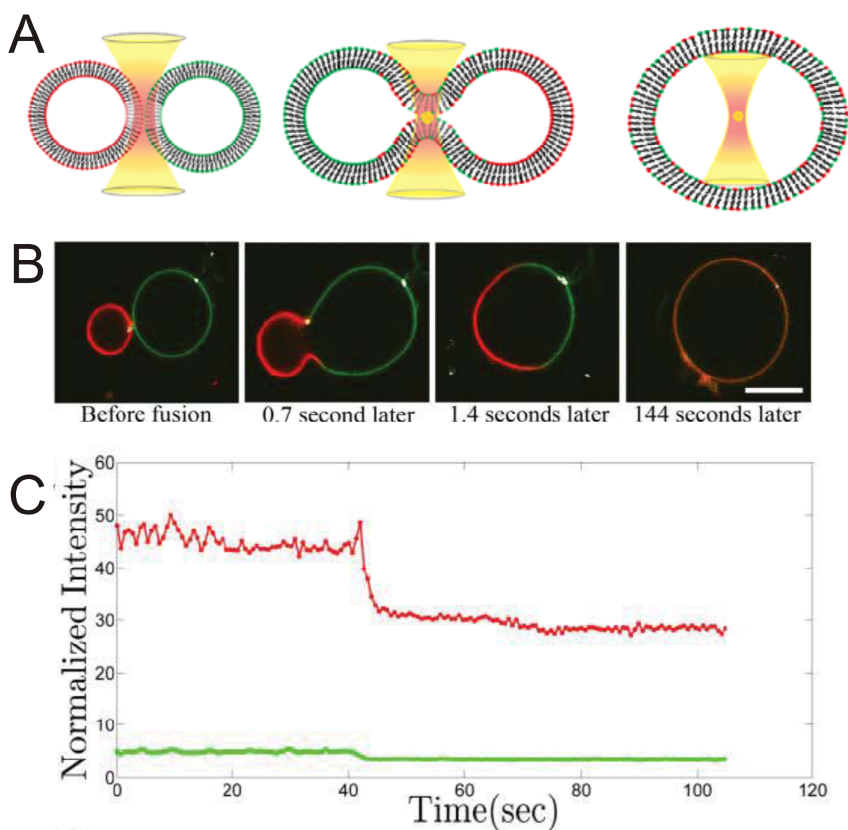 A
B
Before fusion
0.7 second later
1.4 seconds later
144 seconds later
C
Normalized Intensity
60
50
40
30
20
10
0
0
20
40
60
80
100
120
Time(sec)